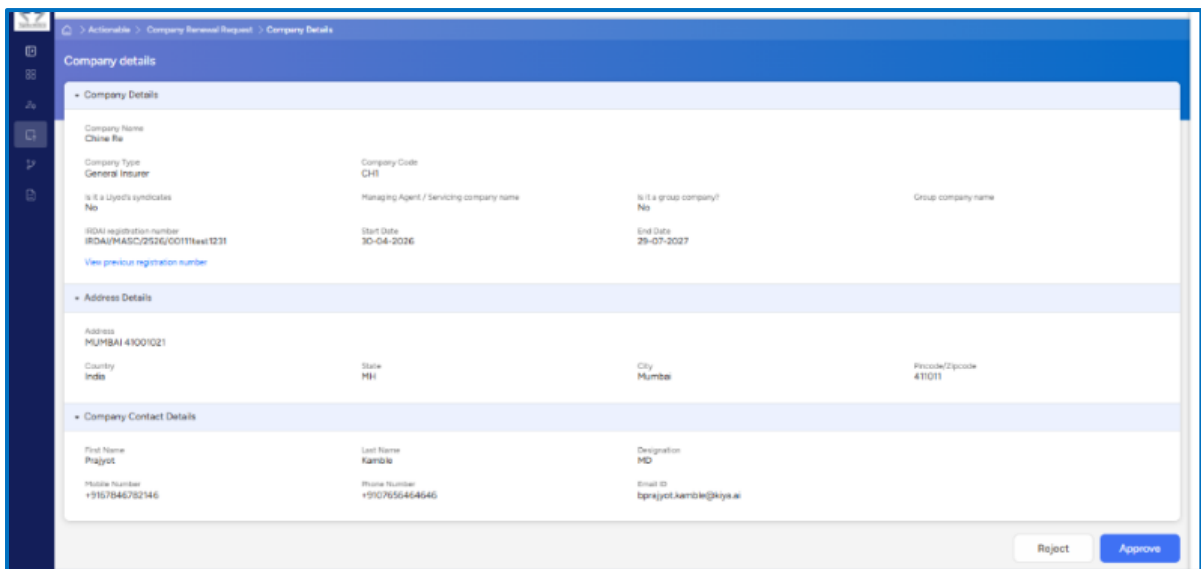 > Actionable > Company Renewal Request > Company Details
Company details
Company Details
Company Name
Chine Re
Company Type Company Code
General Insurer CH1
Is it a Llyod's syndicates Managing Agent / Servicing company name Is it a group company? Group company name
No No
IRDAI registration number Start Date End Date
IRDAI/MASC/2526/00111test1231 30-04-2026 29-07-2027
View previous registration number
Address Details
Address
MUMBAI 41001021
Country State City Pincode/Zipcode
India MH Mumbai 411011
Company Contact Details
First Name Last Name Designation
Prajyot Kamble MD
Mobile Number Phone Number Email ID
+9167846782146 +9107656464646 bprajyot.kamble@kiya.ai
Reject Approve